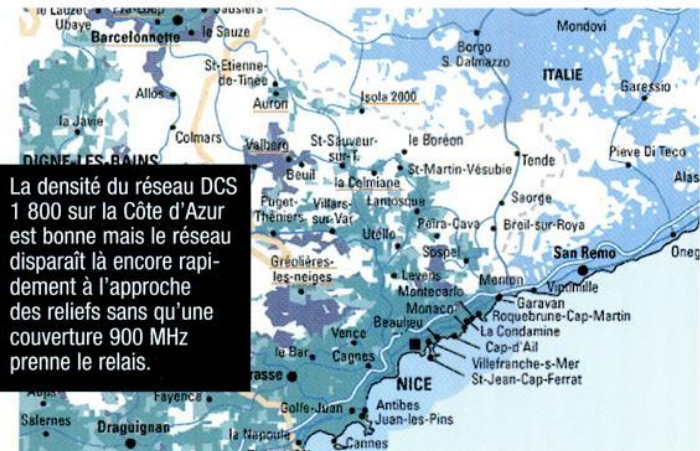 le Lauzet
Ubaye
Pra-Loup
Barcelonnette
le Sauze
Mondovi
Borgo
S. Dalmazzo
ITALIE
Garessio
St-Etienne-
de-Tinée
Auron
Isola 2000
Allos
la Javie
Colmars
Valberg
Beuil
St-Sauveur-
sur-T.
le Boréon
St-Martin-Vésubie
la Colmiane
Tende
Pieve Di Teco
DIGNE-LES-BAINS
La densité du réseau DCS
1 800 sur la Côte d'Azur
est bonne mais le réseau
disparaît là encore rapi-
dement à l'approche
des reliefs sans qu'une
couverture 900 MHz
prenne le relais.
Puget-
Théniers
Villars-
sur-Var
Lantosque
Utelle
Peïra-Cava
Saorge
Breil-sur-Roya
Sospel
Gréolières-
les-neiges
Levens
Montecarlo
Monaco
Beaulieu
Menton
Vintimille
San Remo
Garavan
Roquebrune-Cap-Martin
La Condamine
Cap-d'Ail
Villefranche-s-Mer
St-Jean-Cap-Ferrat
Vence
Cagnes
le Bar
NICE
Fayence
Golfe-Juan
Antibes
Juan-les-Pins
Salernes
Draguignan
la Napoule
Cannes